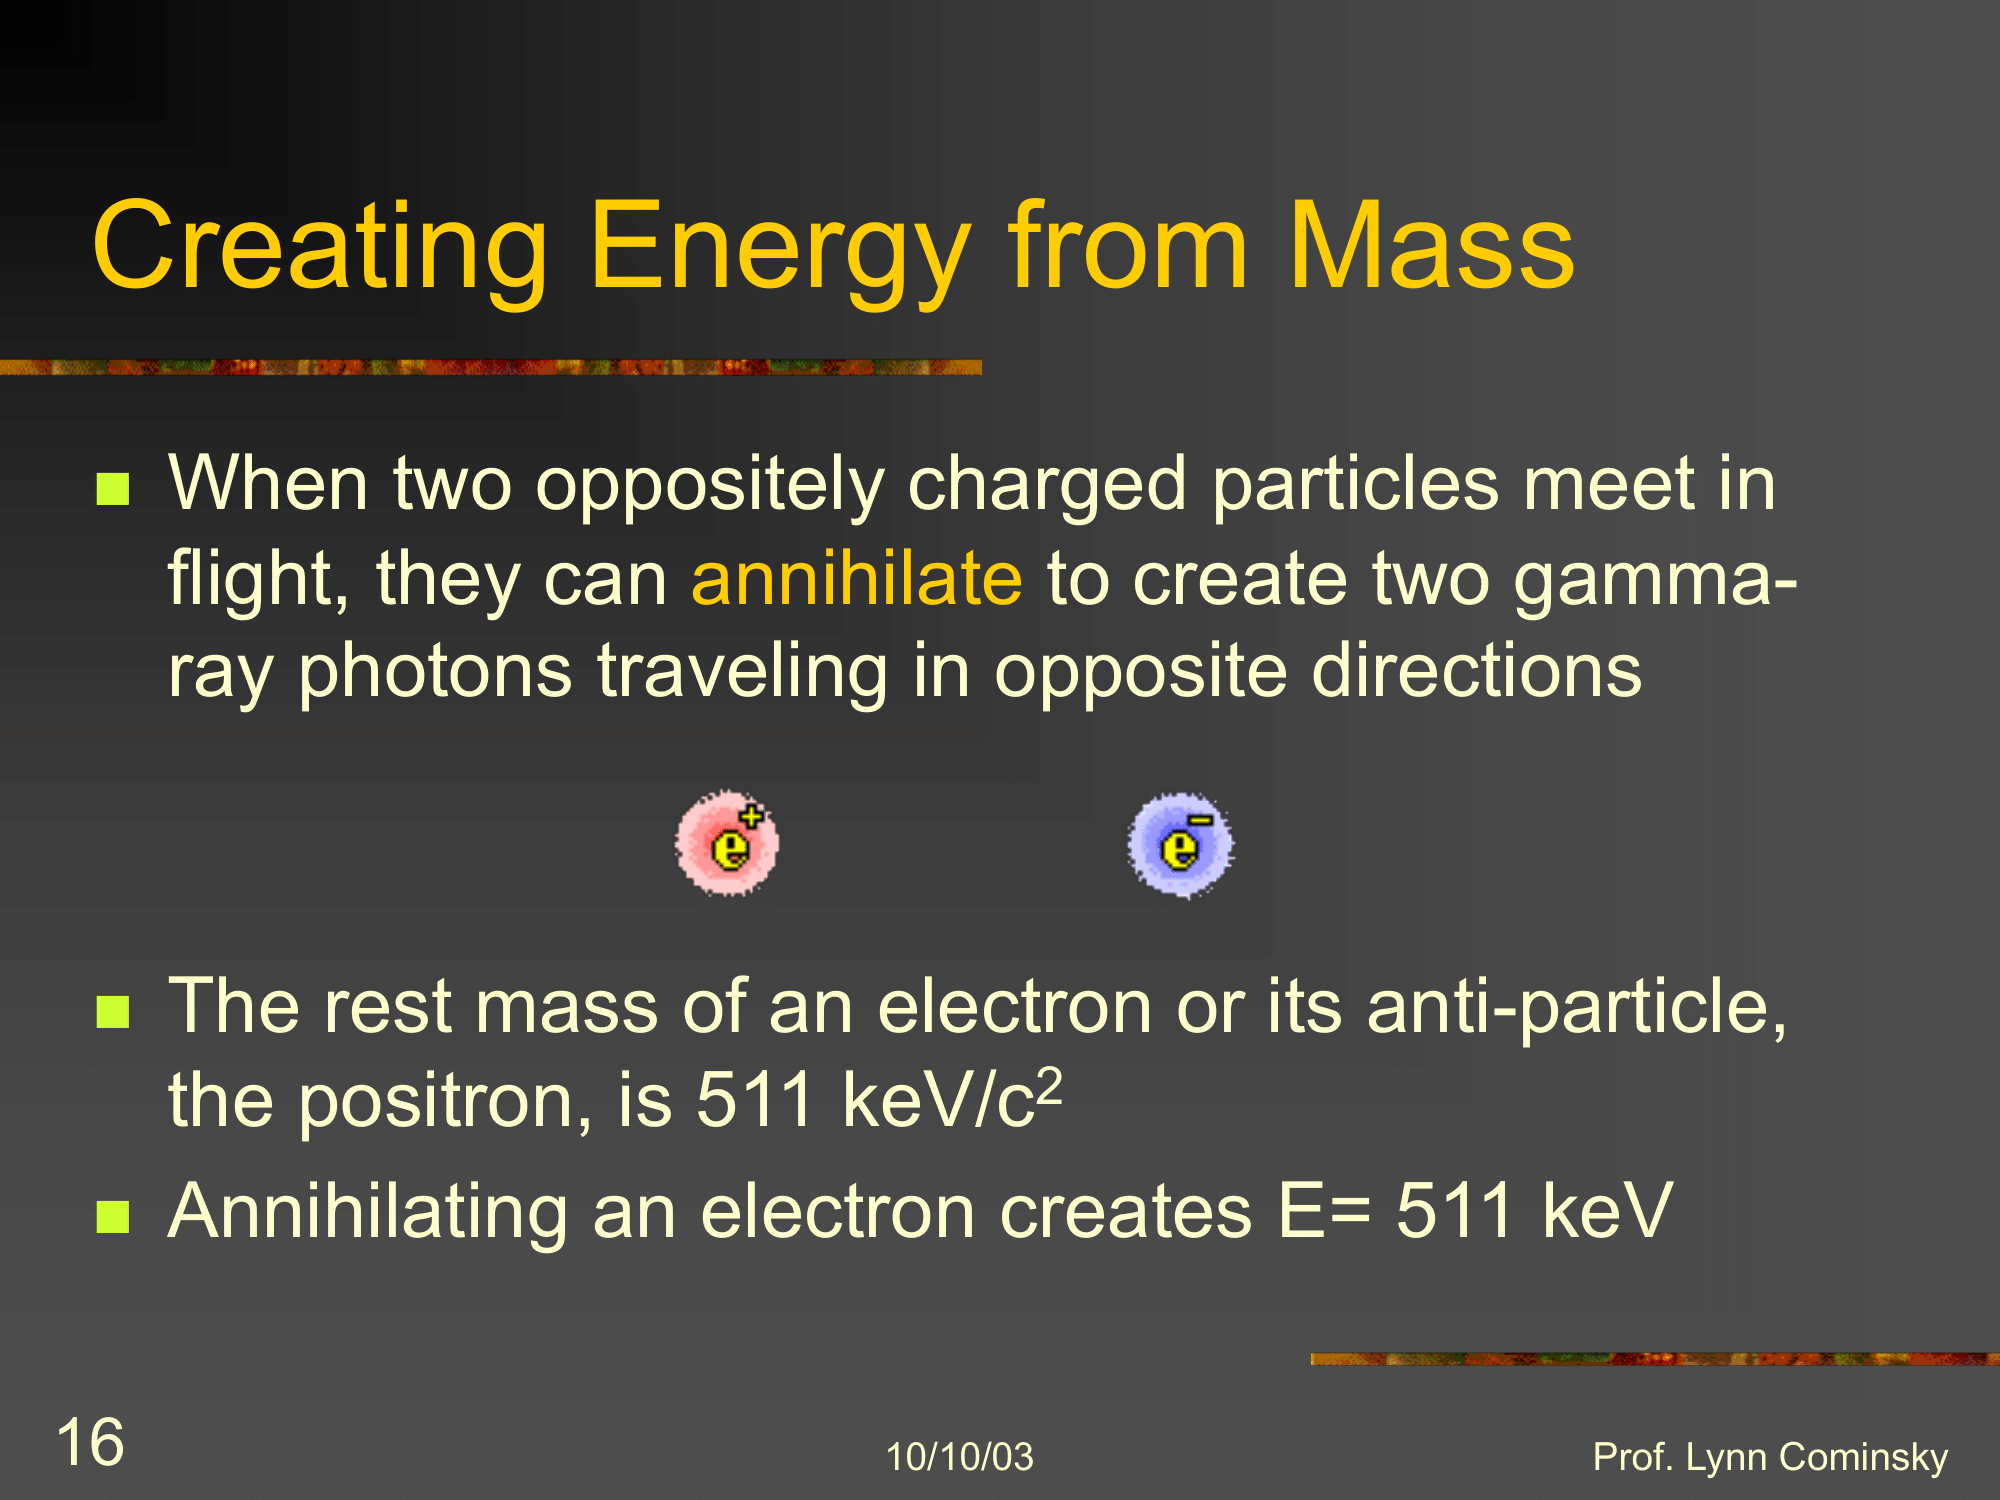 Creating Energy from Mass
When two oppositely charged particles meet in
flight, they can annihilate to create two gamma-
ray photons traveling in opposite directions
e+ e-
The rest mass of an electron or its anti-particle,
the positron, is 511 keV/c²
Annihilating an electron creates E= 511 keV
16 10/10/03 Prof. Lynn Cominsky